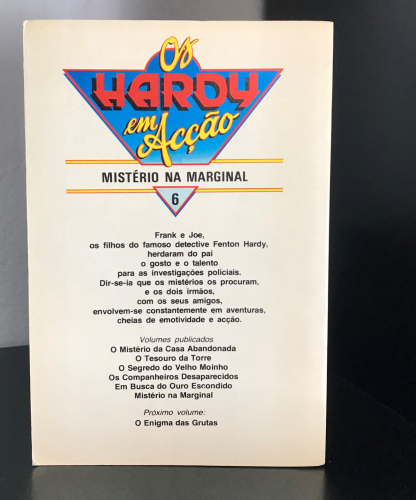 Os
HARDY
em Acção
MISTÉRIO NA MARGINAL
6
Frank e Joe,
os filhos do famoso detective Fenton Hardy,
herdaram do pai
o gosto e o talento
para as investigações policiais.
Dir-se-ia que os mistérios os procuram,
e os dois irmãos,
com os seus amigos,
envolvem-se constantemente em aventuras,
cheias de emotividade e acção.
Volumes publicados
O Mistério da Casa Abandonada
O Tesouro da Torre
O Segredo do Velho Moinho
Os Companheiros Desaparecidos
Em Busca do Ouro Escondido
Mistério na Marginal
Próximo volume:
O Enigma das Grutas